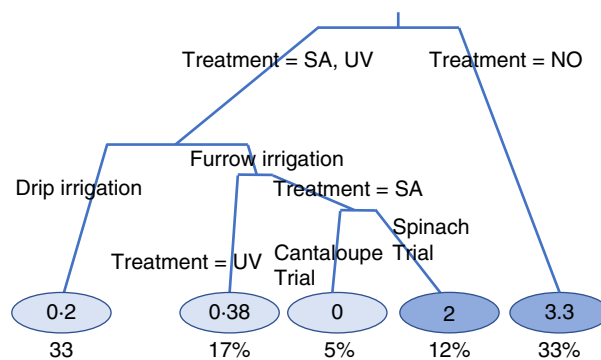 Treatment = SA, UV
Treatment = NO
Furrow irrigation
Drip irrigation
Treatment = SA
Spinach
Trial
Treatment = UV
Cantaloupe
Trial
0·2
0·38
0
2
3.3
33
17%
5%
12%
33%